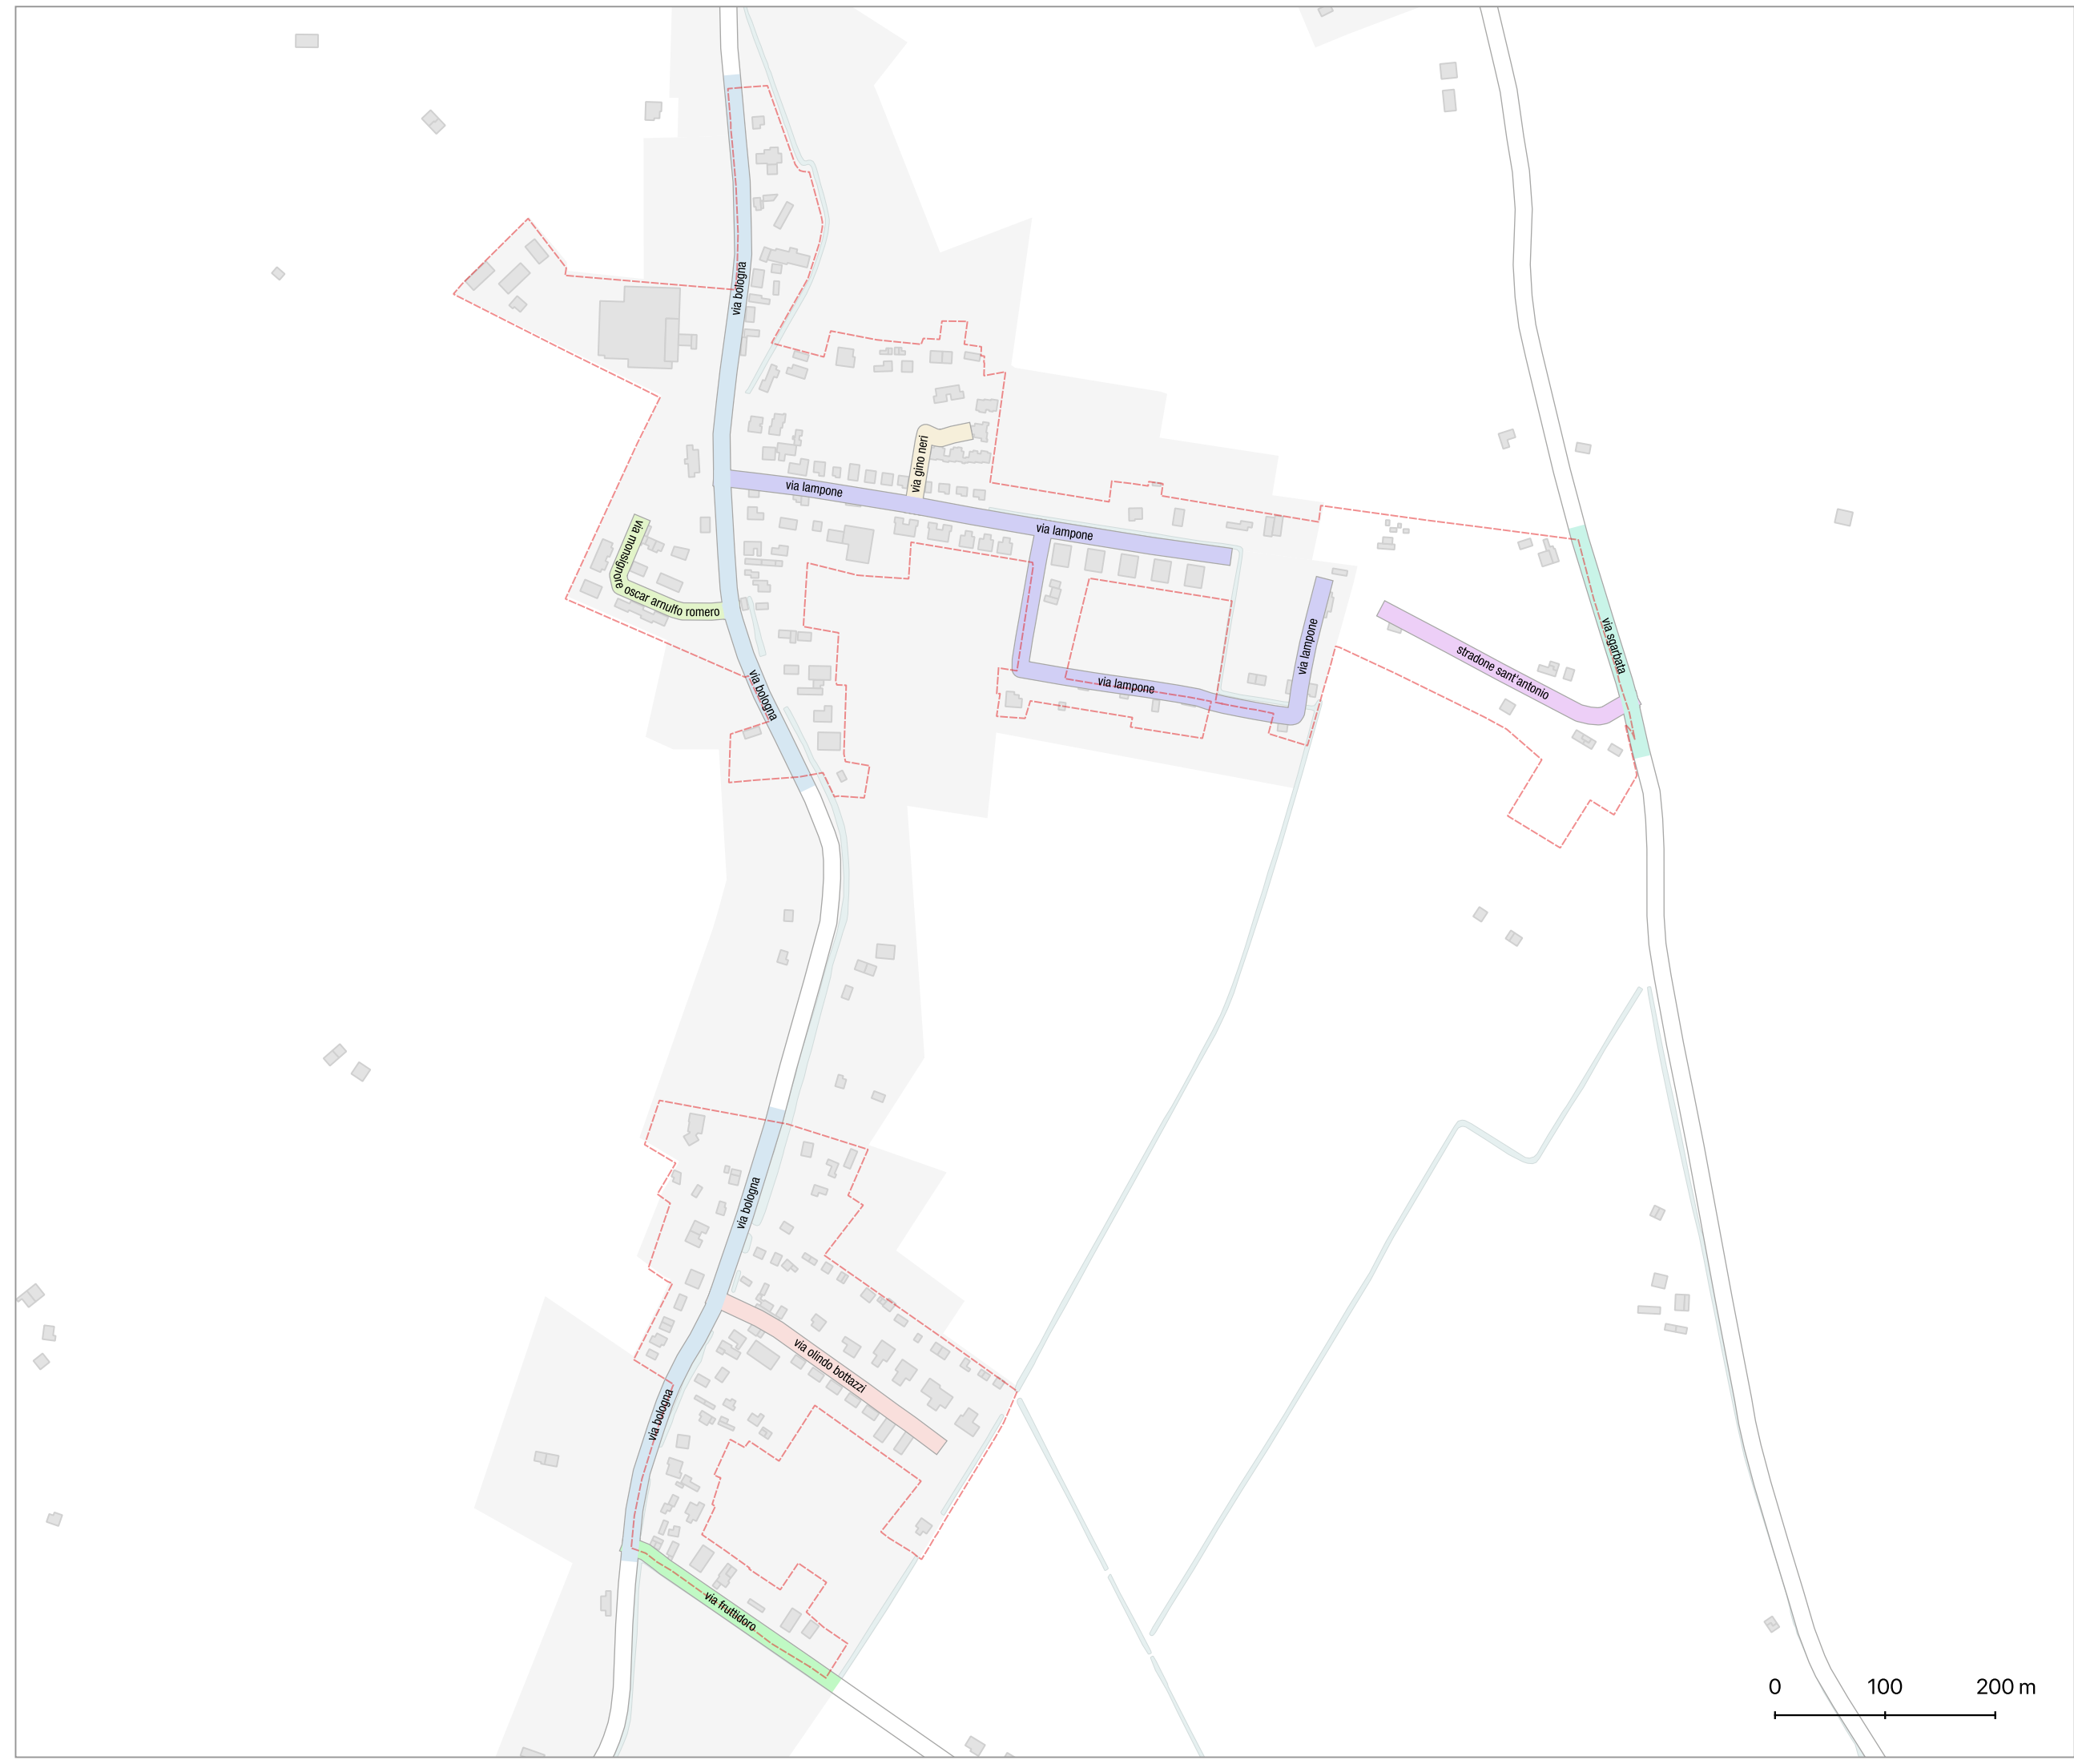 via bologna
via gino neri
via lampone
via lampone
via monsignore oscar arnulfo romero
via lampone
via sgarbata
stradone sant'antonio
via lampone
via bologna
via bologna
via olindo bottazzi
via bologna
via fruttidoro
0 100 200 m